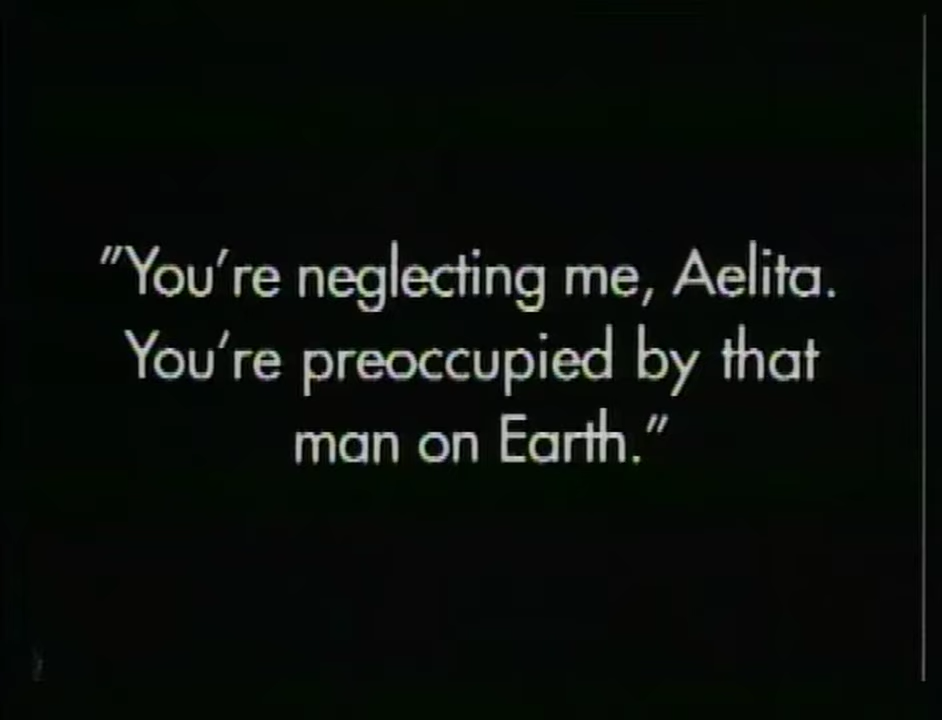 "You're neglecting me, Aelita.
You're preoccupied by that
man on Earth."